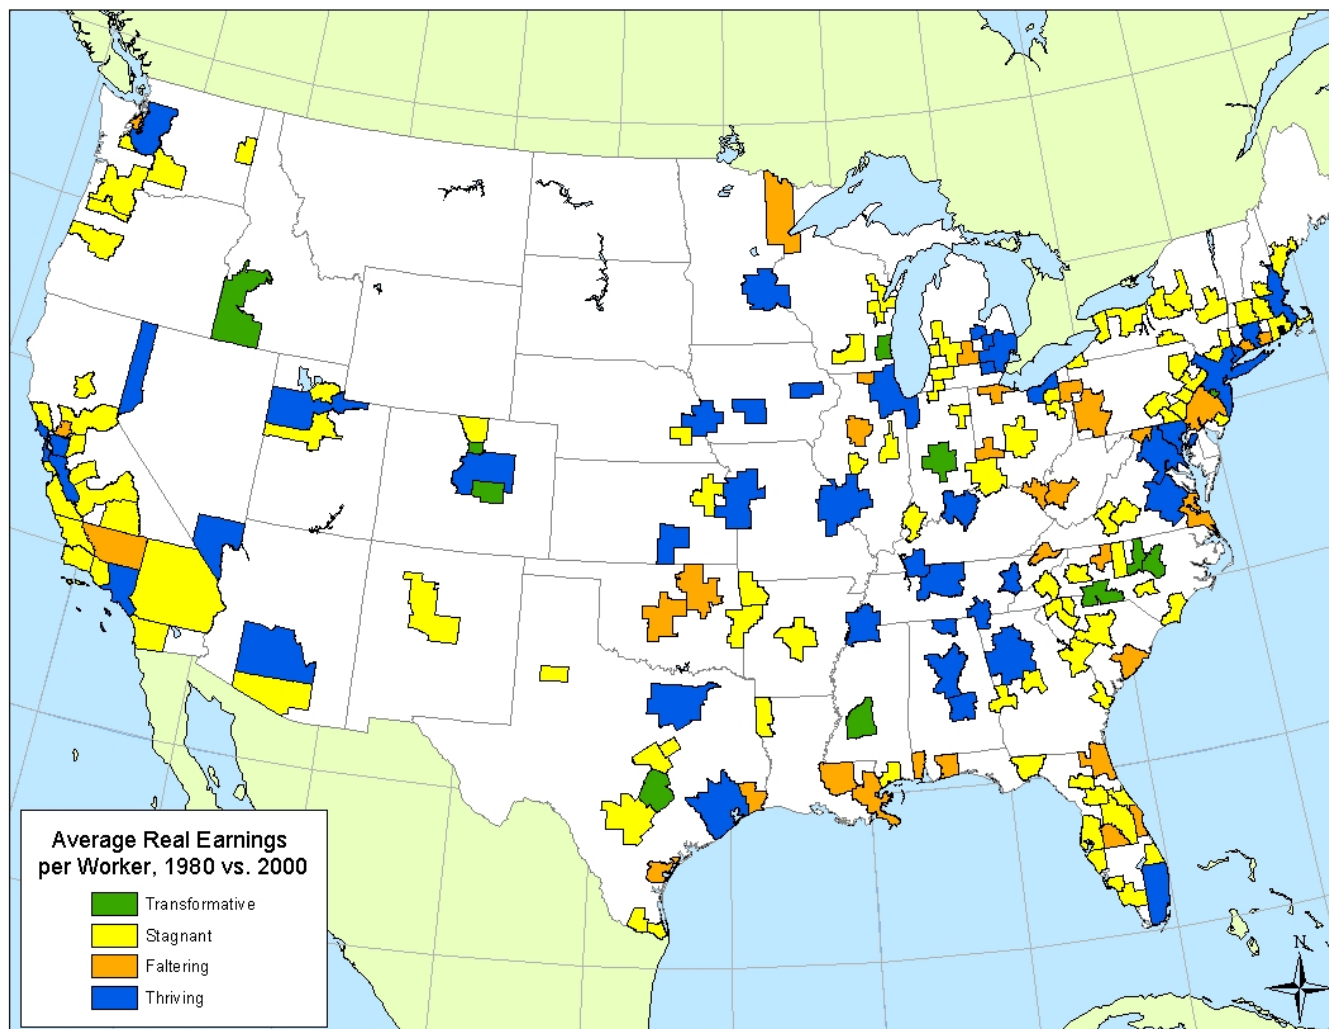 Average Real Earnings
per Worker, 1980 vs. 2000
Transformative
Stagnant
Faltering
Thriving
N